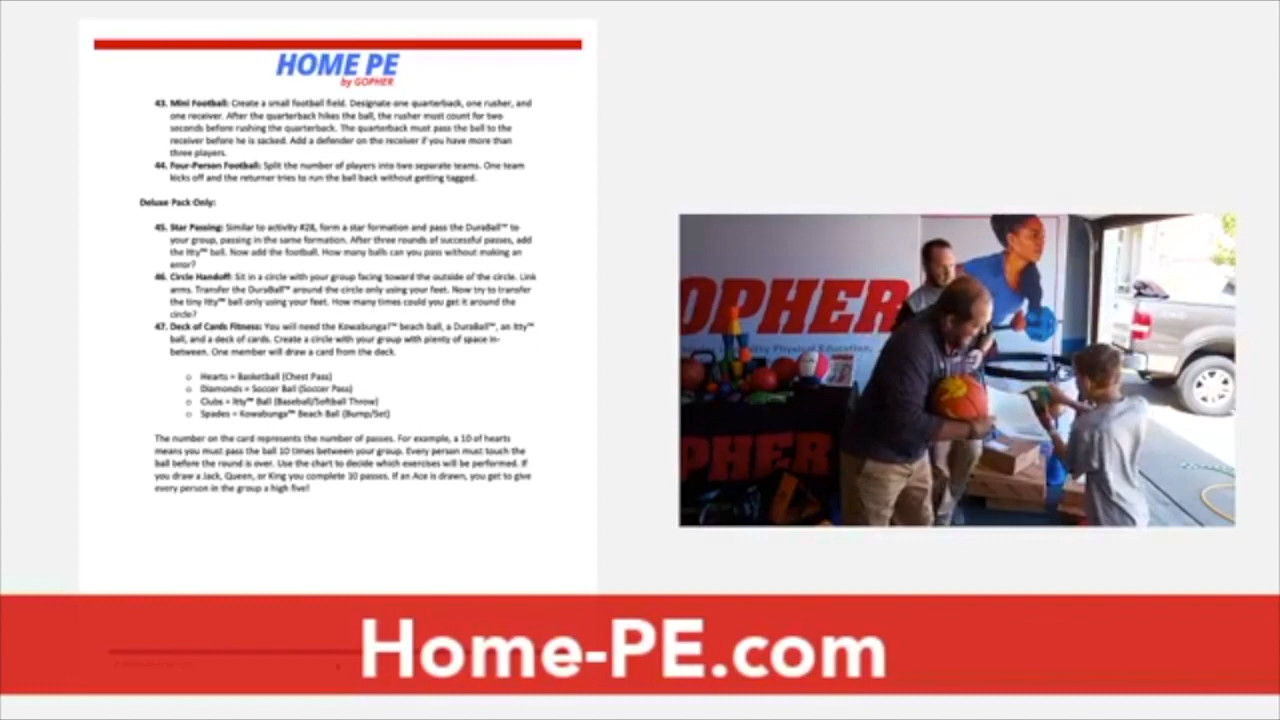 HOME PE
by GOPHER
43. Mini Football: Create a small football field. Designate one quarterback, one rusher, and
one receiver. After the quarterback hikes the ball, the rusher must count for two
seconds before rushing the quarterback. The quarterback must pass the ball to the
receiver before he is sacked. Add a defender on the receiver if you have more than
three players.
44. Four-Person Football: Split the number of players into two separate teams. One team
kicks off and the returner tries to run the ball back without getting tagged.
Deluxe Pack Only:
45. Star Passing: Similar to activity #28, form a star formation and pass the DuraBall™ to
your group, passing in the same formation. After three rounds of successful passes, add
the Itty™ ball. Now add the football. How many balls can you pass without making an
error?
46. Circle Handoff: Sit in a circle with your group facing toward the outside of the circle. Link
arms. Transfer the DuraBall™ around the circle only using your feet. Now try to transfer
the tiny Itty™ ball only using your feet. How many times could you get it around the
circle?
47. Deck of Cards Fitness: You will need the Kowabunga!™ beach ball, a DuraBall™, an Itty™
ball, and a deck of cards. Create a circle with your group with plenty of space in-
between. One member will draw a card from the deck.
o Hearts = Basketball (Chest Pass)
o Diamonds = Soccer Ball (Soccer Pass)
o Clubs = Itty™ Ball (Baseball/Softball Throw)
o Spades = Kowabunga™ Beach Ball (Bump/Set)
The number on the card represents the number of passes. For example, a 10 of hearts
means you must pass the ball 10 times between your group. Every person must touch the
ball before the round is over. Use the chart to decide which exercises will be performed. If
you draw a Jack, Queen, or King you complete 10 passes. If an Ace is drawn, you get to give
every person in the group a high five!
OPHER
Physical Education,
PHER
Home-PE.com